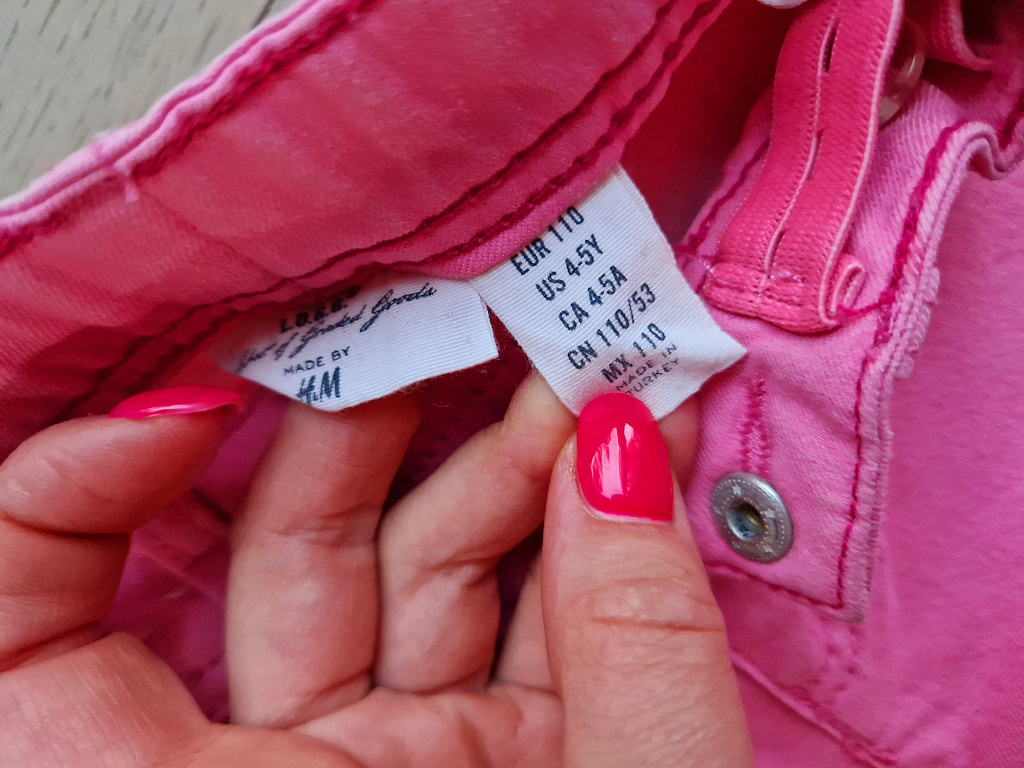 L.O.G.G.
of Graded Goods
MADE BY
H&M
EUR 110
US 4-5Y
CA 4-5A
CN 110/53
MX 110
MADE IN
TURKEY